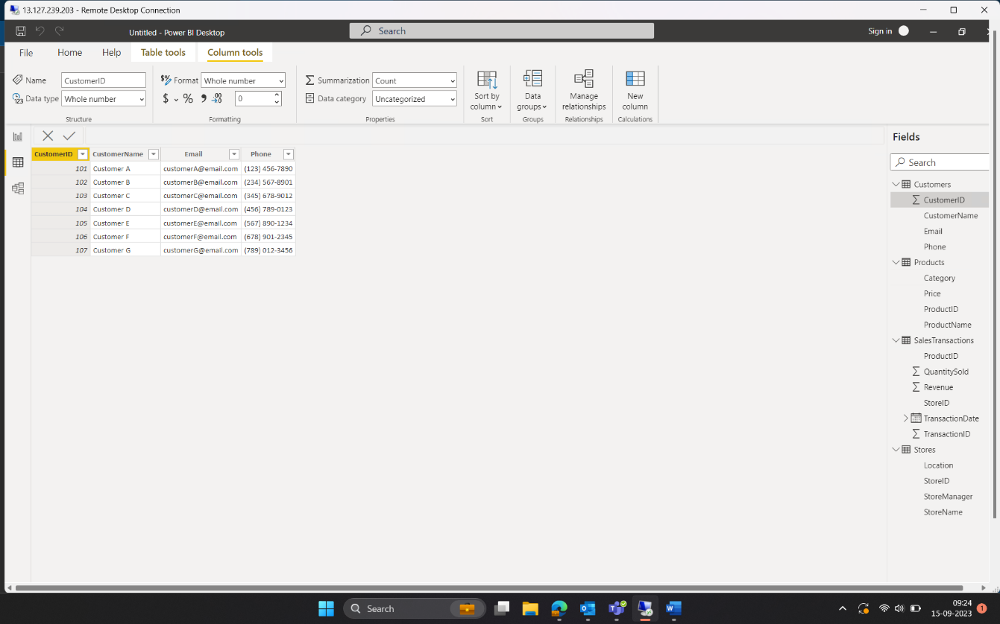 13.127.239.203 - Remote Desktop Connection
Untitled - Power BI Desktop
Search
Sign in
File Home Help Table tools Column tools
Name CustomerID
Data type Whole number
Structure
$% Format Whole number
$ % 9 .00 0
Formatting
Summarization Count
Data category Uncategorized
Properties
Sort by
column
Sort
Data
groups
Groups
Manage
relationships
Relationships
New
column
Calculations
CustomerID CustomerName Email Phone
101 Customer A customerA@email.com (123) 456-7890
102 Customer B customerB@email.com (234) 567-8901
103 Customer C customerC@email.com (345) 678-9012
104 Customer D customerD@email.com (456) 789-0123
105 Customer E customerE@email.com (567) 890-1234
106 Customer F customerF@email.com (678) 901-2345
107 Customer G customerG@email.com (789) 012-3456
Fields
Search
Customers
CustomerID
CustomerName
Email
Phone
Products
Category
Price
ProductID
ProductName
SalesTransactions
ProductID
QuantitySold
Revenue
StoreID
TransactionDate
TransactionID
Stores
Location
StoreID
StoreManager
StoreName
Search
09:24
15-09-2023
1